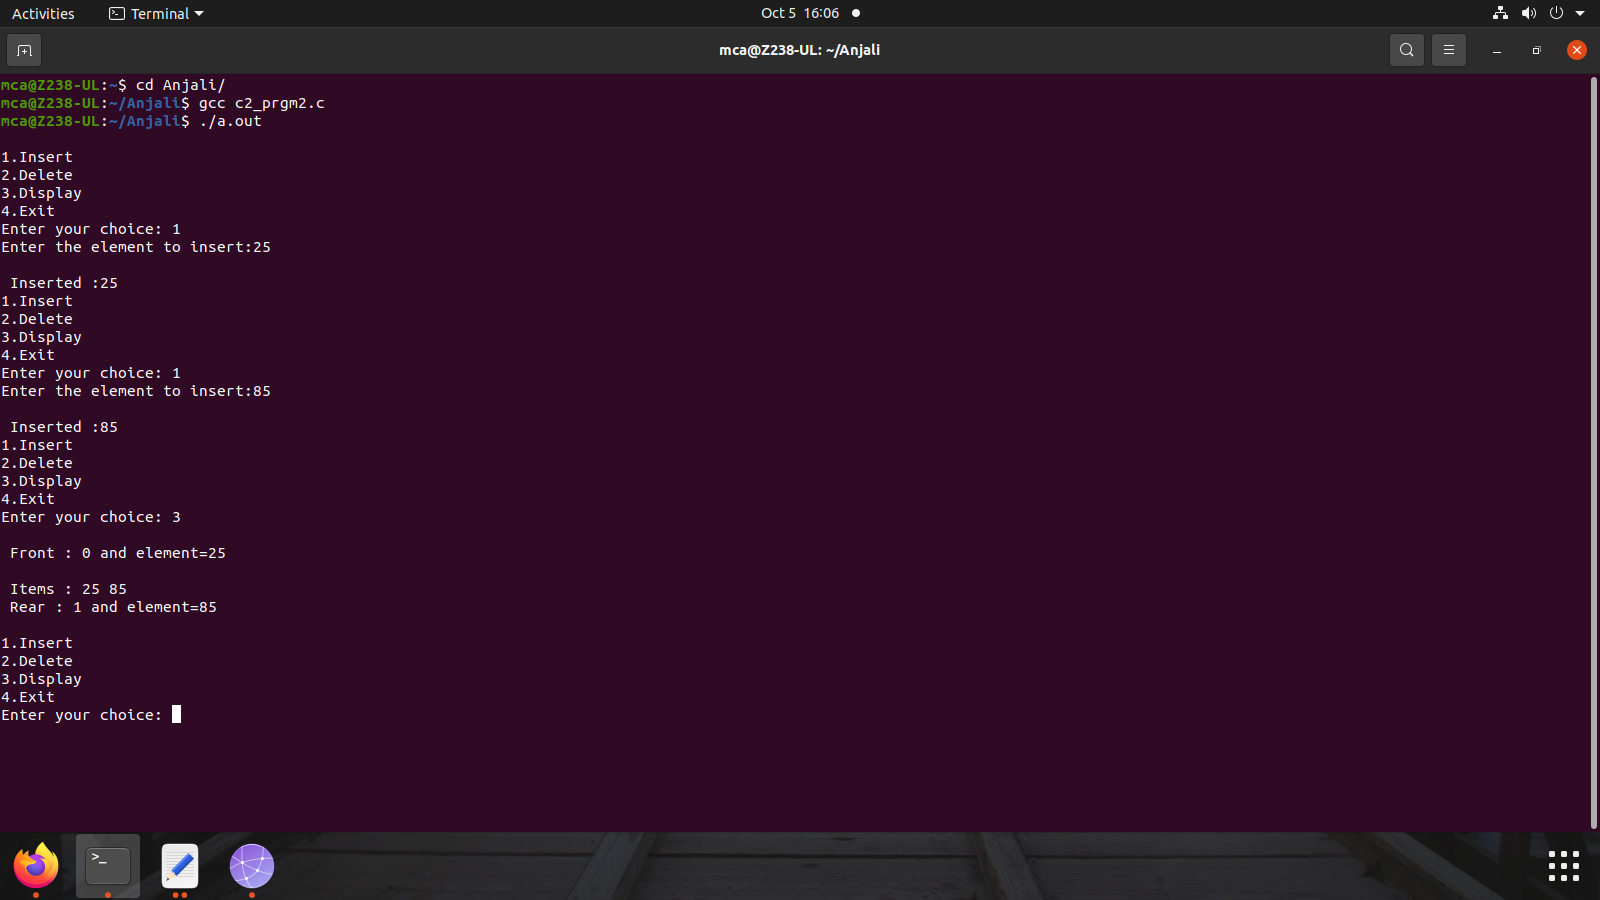 Activities Terminal Oct 5 16:06
mca@Z238-UL: ~/Anjali
mca@Z238-UL:~$ cd Anjali/
mca@Z238-UL:~/Anjali$ gcc c2_prgm2.c
mca@Z238-UL:~/Anjali$ ./a.out
1.Insert
2.Delete
3.Display
4.Exit
Enter your choice: 1
Enter the element to insert:25
Inserted :25
1.Insert
2.Delete
3.Display
4.Exit
Enter your choice: 1
Enter the element to insert:85
Inserted :85
1.Insert
2.Delete
3.Display
4.Exit
Enter your choice: 3
Front : 0 and element=25
Items : 25 85
Rear : 1 and element=85
1.Insert
2.Delete
3.Display
4.Exit
Enter your choice: